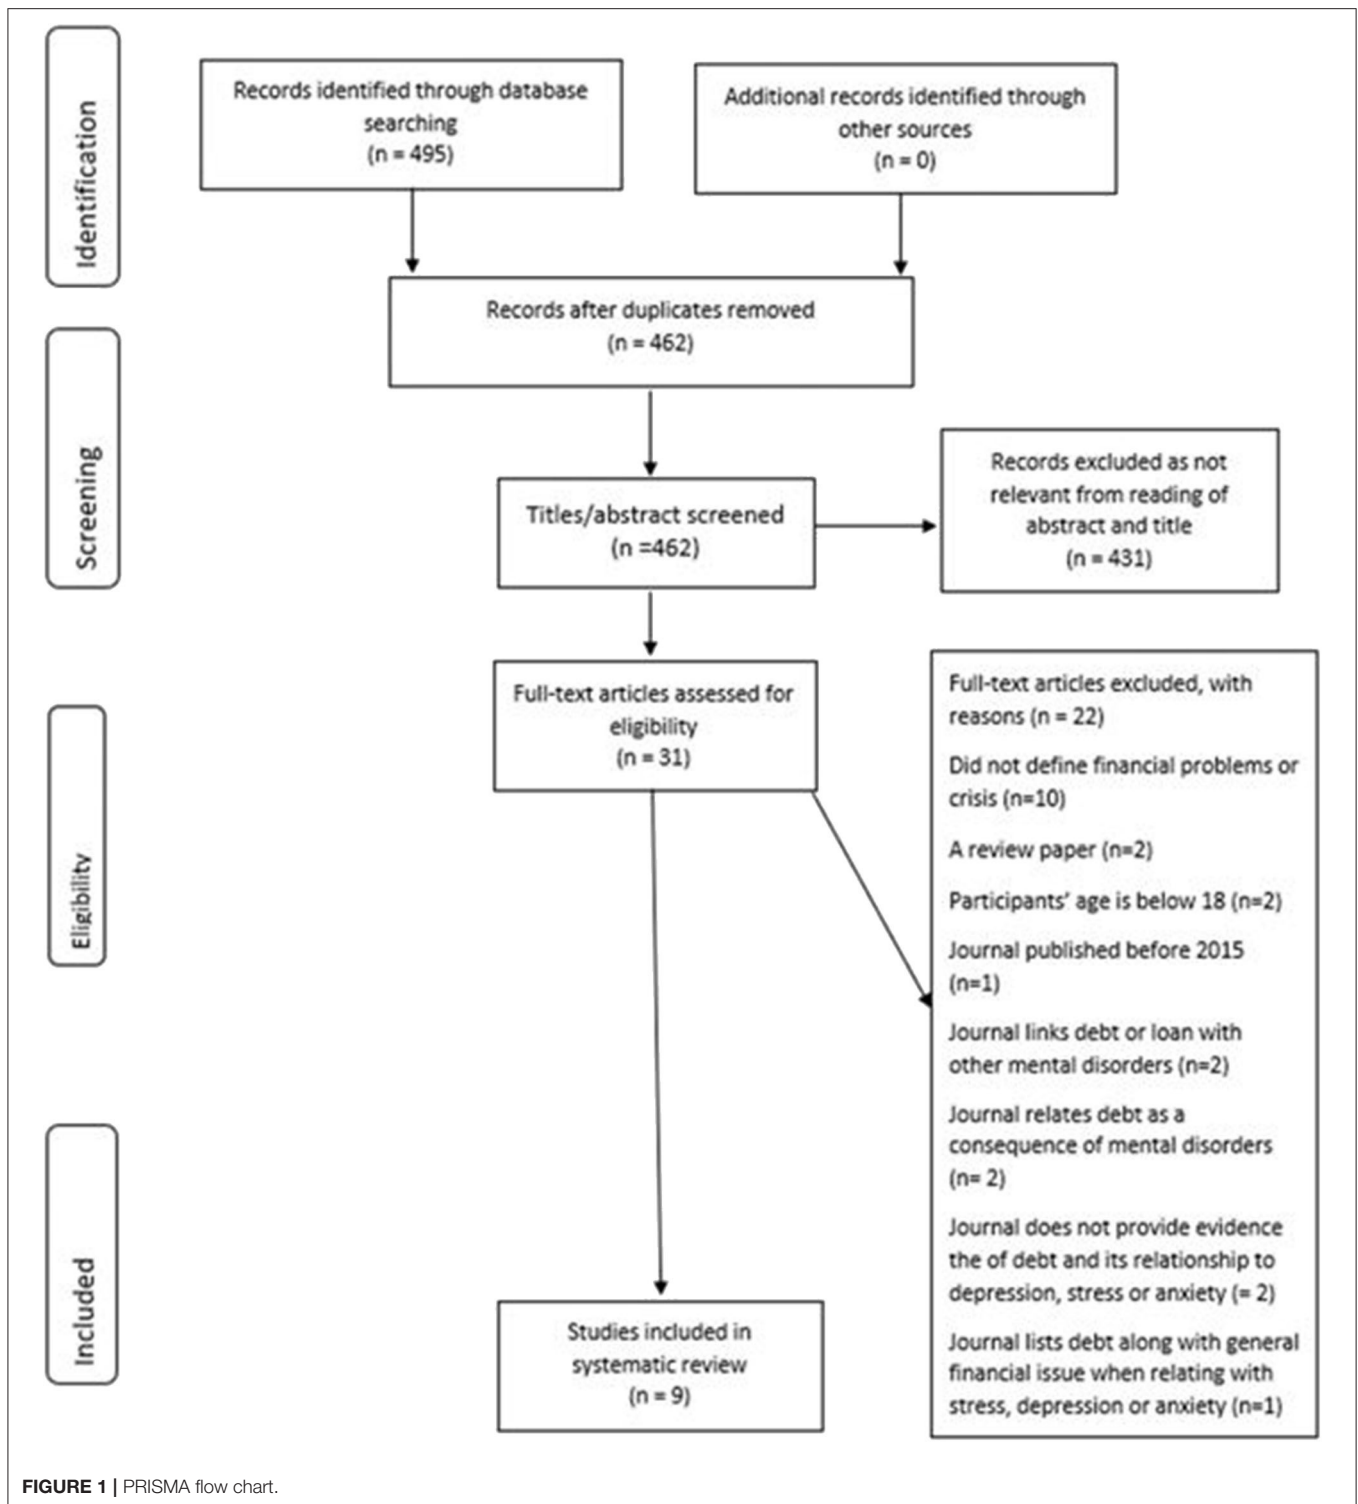 Identification
Records identified through database
searching
(n = 495)
Additional records identified through
other sources
(n = 0)
Records after duplicates removed
(n = 462)
Screening
Titles/abstract screened
(n =462)
Records excluded as not
relevant from reading of
abstract and title
(n = 431)
Eligibility
Full-text articles assessed for
eligibility
(n = 31)
Full-text articles excluded, with
reasons (n = 22)
Did not define financial problems or
crisis (n=10)
A review paper (n=2)
Participants’ age is below 18 (n=2)
Journal published before 2015
(n=1)
Journal links debt or loan with
other mental disorders (n=2)
Journal relates debt as a
consequence of mental disorders
(n= 2)
Journal does not provide evidence
the of debt and its relationship to
depression, stress or anxiety (= 2)
Journal lists debt along with general
financial issue when relating with
stress, depression or anxiety (n=1)
Included
Studies included in
systematic review
(n = 9)
FIGURE 1 | PRISMA flow chart.